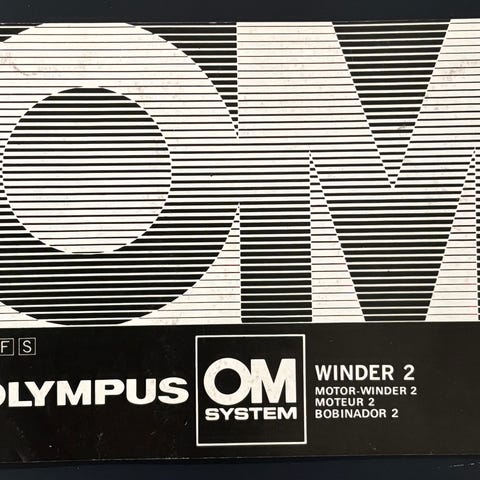 OM
F S
OLYMPUS
OM
SYSTEM
WINDER 2
MOTOR-WINDER 2
MOTEUR 2
BOBINADOR 2